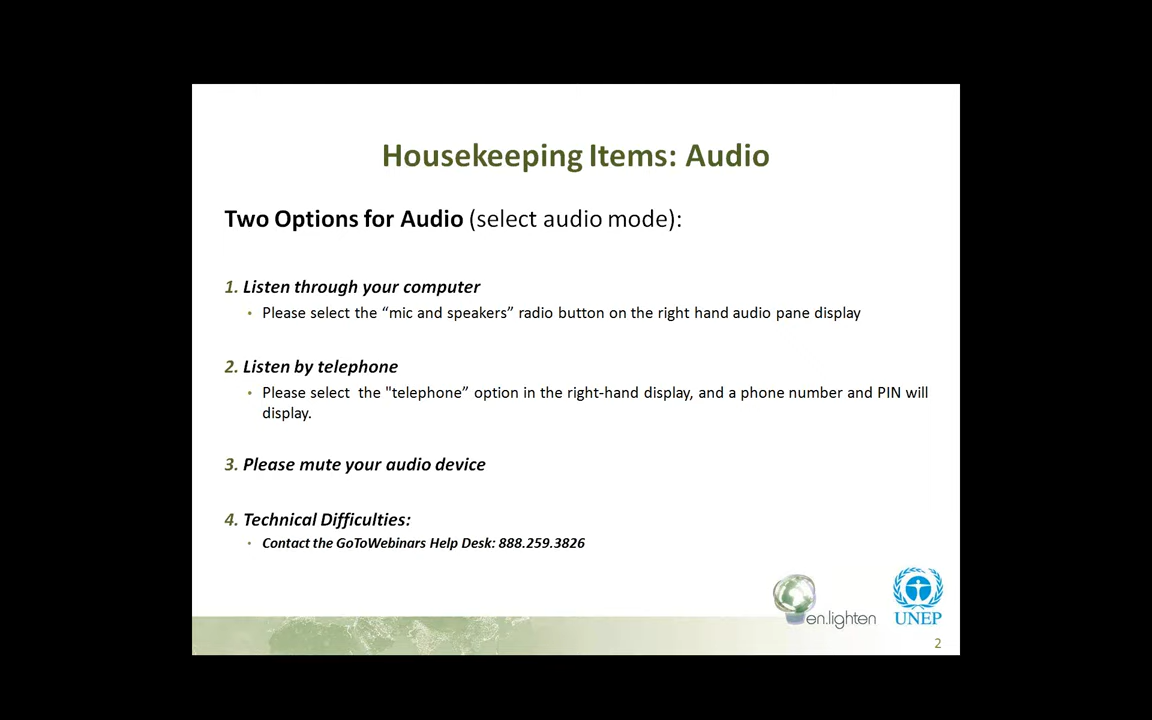 Housekeeping Items: Audio
Two Options for Audio (select audio mode):
1. Listen through your computer
• Please select the “mic and speakers” radio button on the right hand audio pane display
2. Listen by telephone
• Please select  the "telephone” option in the right-hand display, and a phone number and PIN will
display.
3. Please mute your audio device
4. Technical Difficulties:
• Contact the GoToWebinars Help Desk: 888.259.3826
en.lighten
UNEP
2